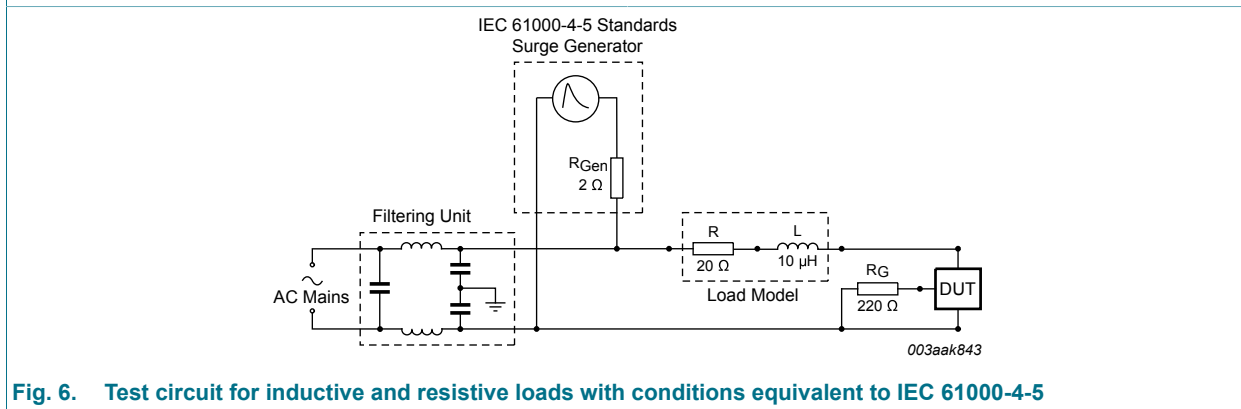 IEC 61000-4-5 Standards
Surge Generator
RGen
2 Ω
Filtering Unit
AC Mains
R
20 Ω
L
10 μH
Load Model
RG
220 Ω
DUT
003aak843
Fig. 6. Test circuit for inductive and resistive loads with conditions equivalent to IEC 61000-4-5